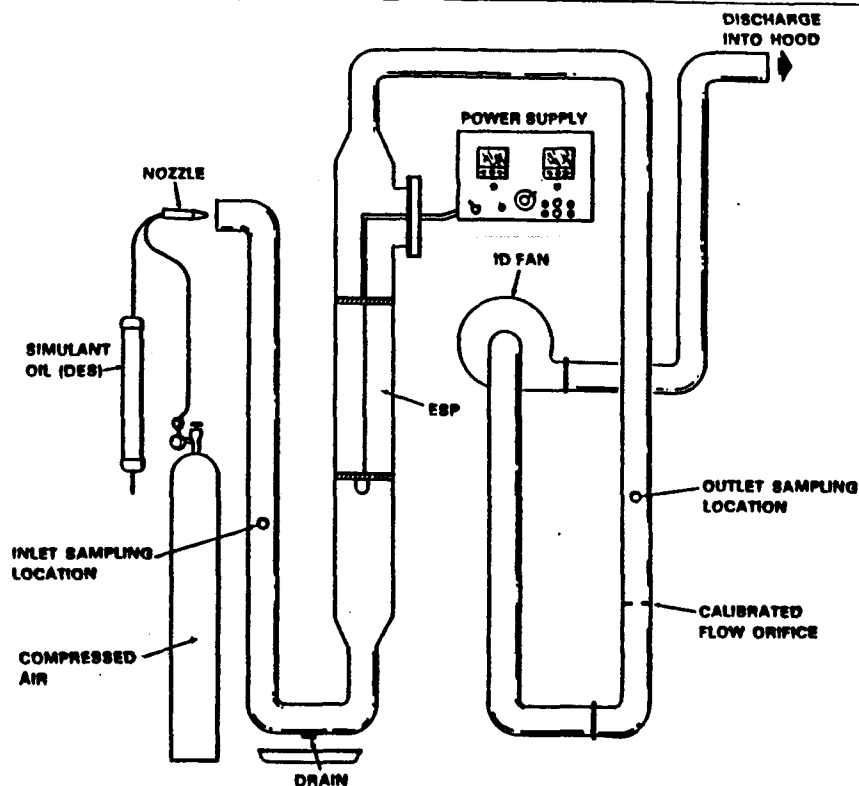 DISCHARGE
INTO HOOD
POWER SUPPLY
NOZZLE
ID FAN
SIMULANT
OIL (DES)
ESP
OUTLET SAMPLING
LOCATION
INLET SAMPLING
LOCATION
CALIBRATED
FLOW ORIFICE
COMPRESSED
AIR
DRAIN